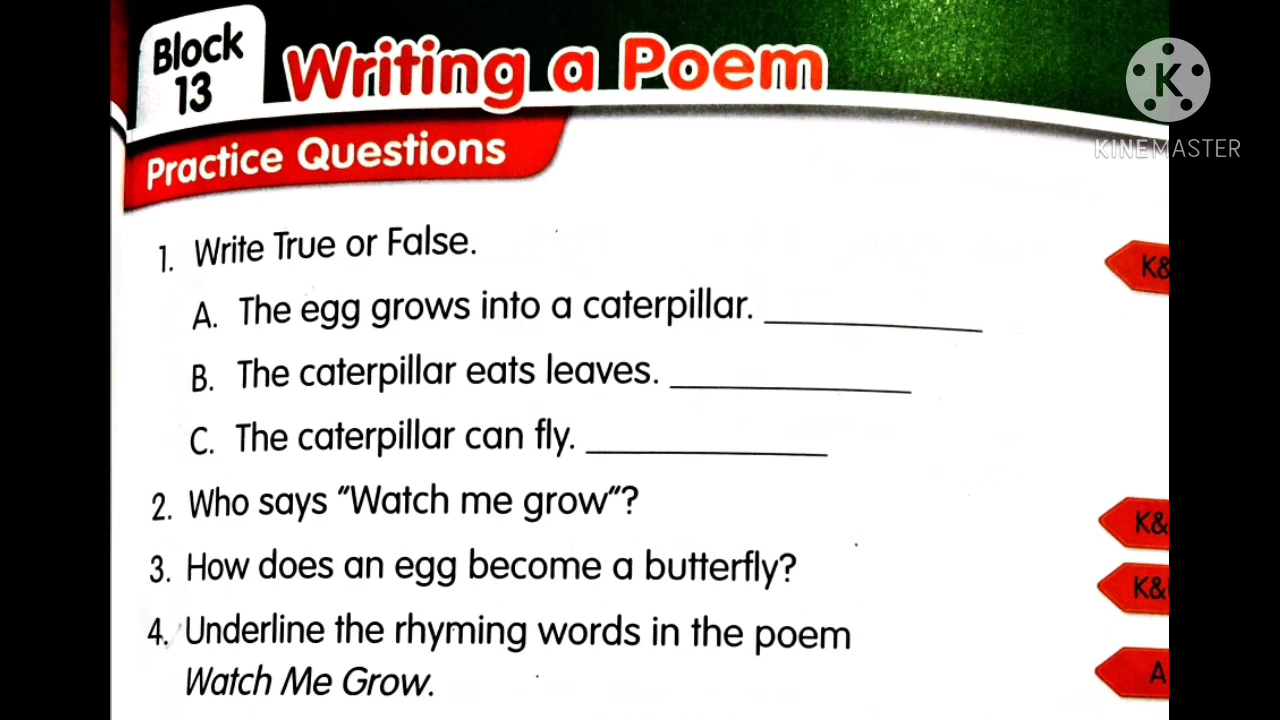 Block
13
Writing a Poem
K
KINEMASTER
Practice Questions
1. Write True or False.
K&
A. The egg grows into a caterpillar.
B. The caterpillar eats leaves.
C. The caterpillar can fly.
2. Who says "Watch me grow"?
K&
3. How does an egg become a butterfly?
K&
4. Underline the rhyming words in the poem
Watch Me Grow.
A